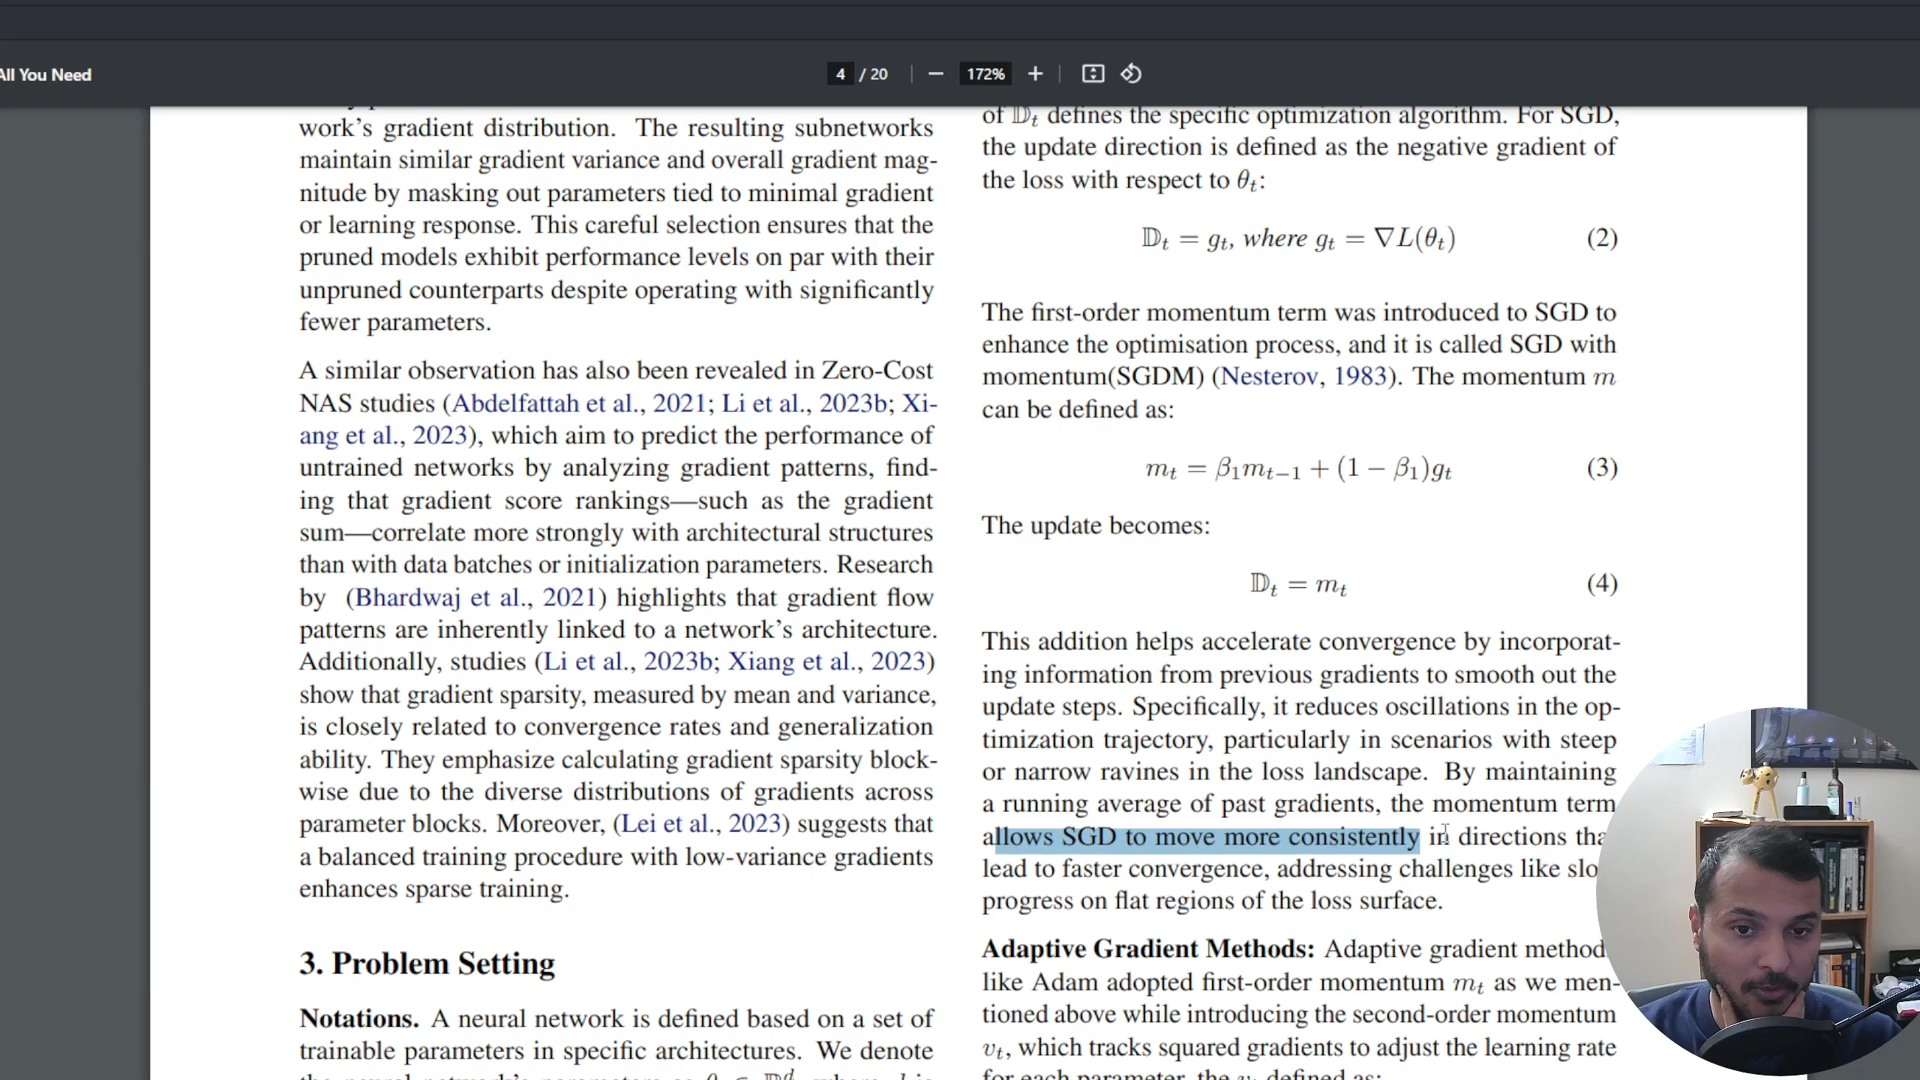 All You Need
4 / 20
172%
work's gradient distribution. The resulting subnetworks
maintain similar gradient variance and overall gradient mag-
nitude by masking out parameters tied to minimal gradient
or learning response. This careful selection ensures that the
pruned models exhibit performance levels on par with their
unpruned counterparts despite operating with significantly
fewer parameters.
A similar observation has also been revealed in Zero-Cost
NAS studies (Abdelfattah et al., 2021; Li et al., 2023b; Xi-
ang et al., 2023), which aim to predict the performance of
untrained networks by analyzing gradient patterns, find-
ing that gradient score rankings—such as the gradient
sum—correlate more strongly with architectural structures
than with data batches or initialization parameters. Research
by (Bhardwaj et al., 2021) highlights that gradient flow
patterns are inherently linked to a network's architecture.
Additionally, studies (Li et al., 2023b; Xiang et al., 2023)
show that gradient sparsity, measured by mean and variance,
is closely related to convergence rates and generalization
ability. They emphasize calculating gradient sparsity block-
wise due to the diverse distributions of gradients across
parameter blocks. Moreover, (Lei et al., 2023) suggests that
a balanced training procedure with low-variance gradients
enhances sparse training.
3. Problem Setting
Notations. A neural network is defined based on a set of
trainable parameters in specific architectures. We denote
of 𝔻ₜ defines the specific optimization algorithm. For SGD,
the update direction is defined as the negative gradient of
the loss with respect to θₜ:
𝔻ₜ = gₜ, where gₜ = ∇L(θₜ) (2)
The first-order momentum term was introduced to SGD to
enhance the optimisation process, and it is called SGD with
momentum(SGDM) (Nesterov, 1983). The momentum m
can be defined as:
mₜ = β₁mₜ₋₁ + (1 − β₁)gₜ (3)
The update becomes:
𝔻ₜ = mₜ (4)
This addition helps accelerate convergence by incorporat-
ing information from previous gradients to smooth out the
update steps. Specifically, it reduces oscillations in the op-
timization trajectory, particularly in scenarios with steep
or narrow ravines in the loss landscape. By maintaining
a running average of past gradients, the momentum term
allows SGD to move more consistently in directions tha
lead to faster convergence, addressing challenges like slo
progress on flat regions of the loss surface.
Adaptive Gradient Methods: Adaptive gradient method
like Adam adopted first-order momentum mₜ as we men-
tioned above while introducing the second-order momentum
vₜ, which tracks squared gradients to adjust the learning rate
for each parameter, the vₜ defined as: